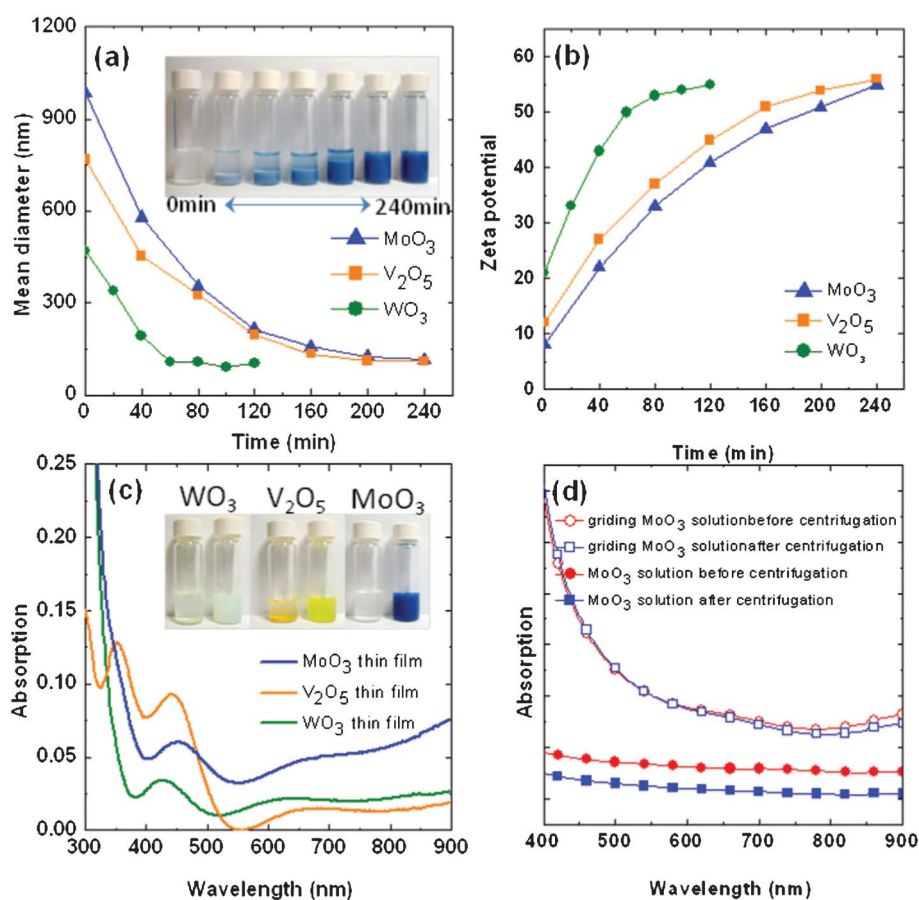 (a)
1200
900
600
300
0
Mean diameter (nm)
0min
240min
MoO₃
V₂O₅
WO₃
0 40 80 120 160 200 240
Time (min)
(b)
60
50
40
30
20
10
0
Zeta potential
MoO₃
V₂O₅
WO₃
0 40 80 120 160 200 240
Time (min)
(c)
0.25
0.20
0.15
0.10
0.05
0.00
Absorption
WO₃ V₂O₅ MoO₃
MoO₃ thin film
V₂O₅ thin film
WO₃ thin film
300 400 500 600 700 800 900
Wavelength (nm)
(d)
Absorption
griding MoO₃ solutionbefore centrifugation
griding MoO₃ solutionafter centrifugation
MoO₃ solution before centrifugation
MoO₃ solution after centrifugation
400 500 600 700 800 900
Wavelength (nm)